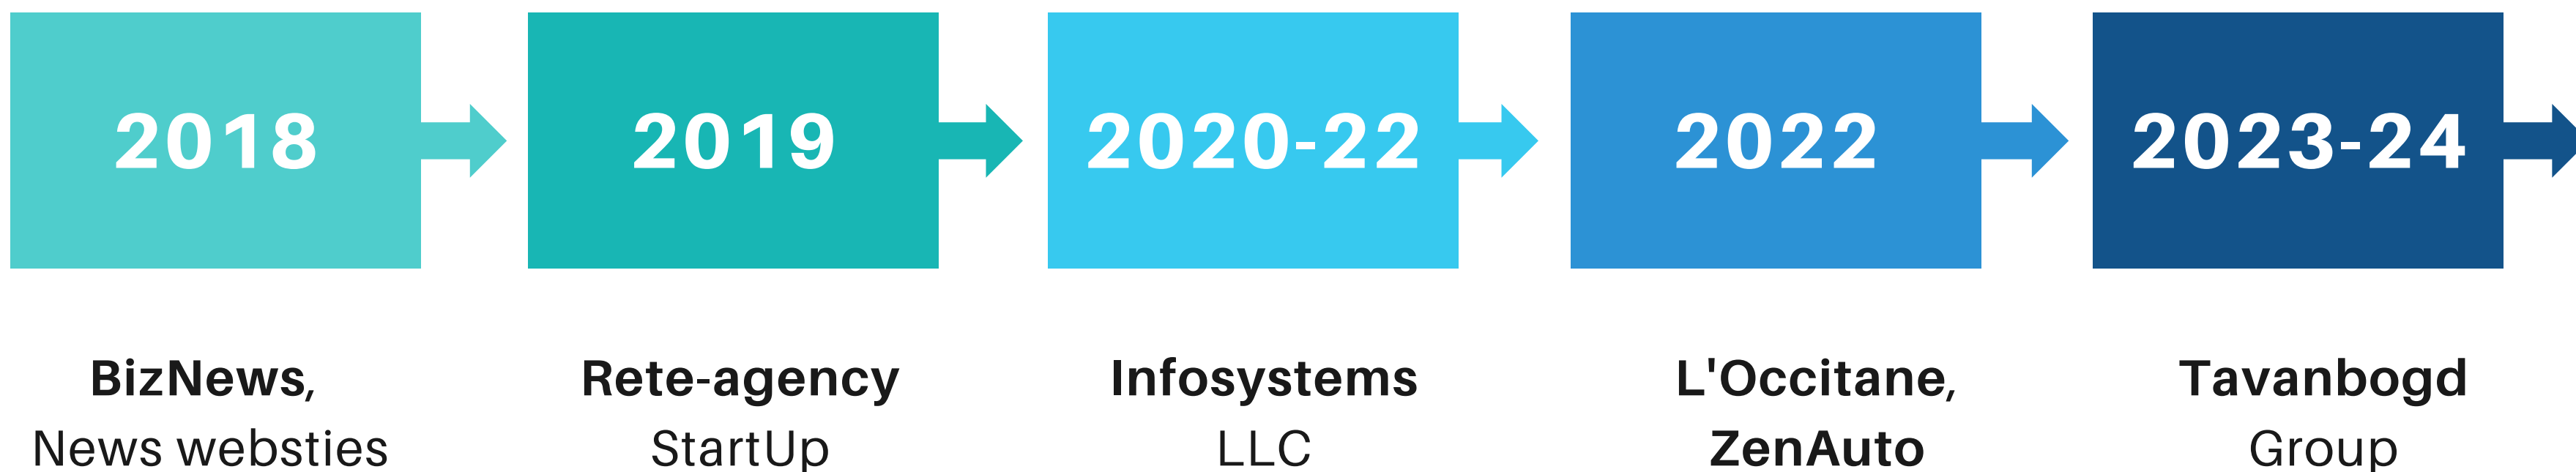 2018
2019
2020-22
2022
2023-24
BizNews,
News websties
Rete-agency
StartUp
Infosystems
LLC
L'Occitane,
ZenAuto
Tavanbogd
Group